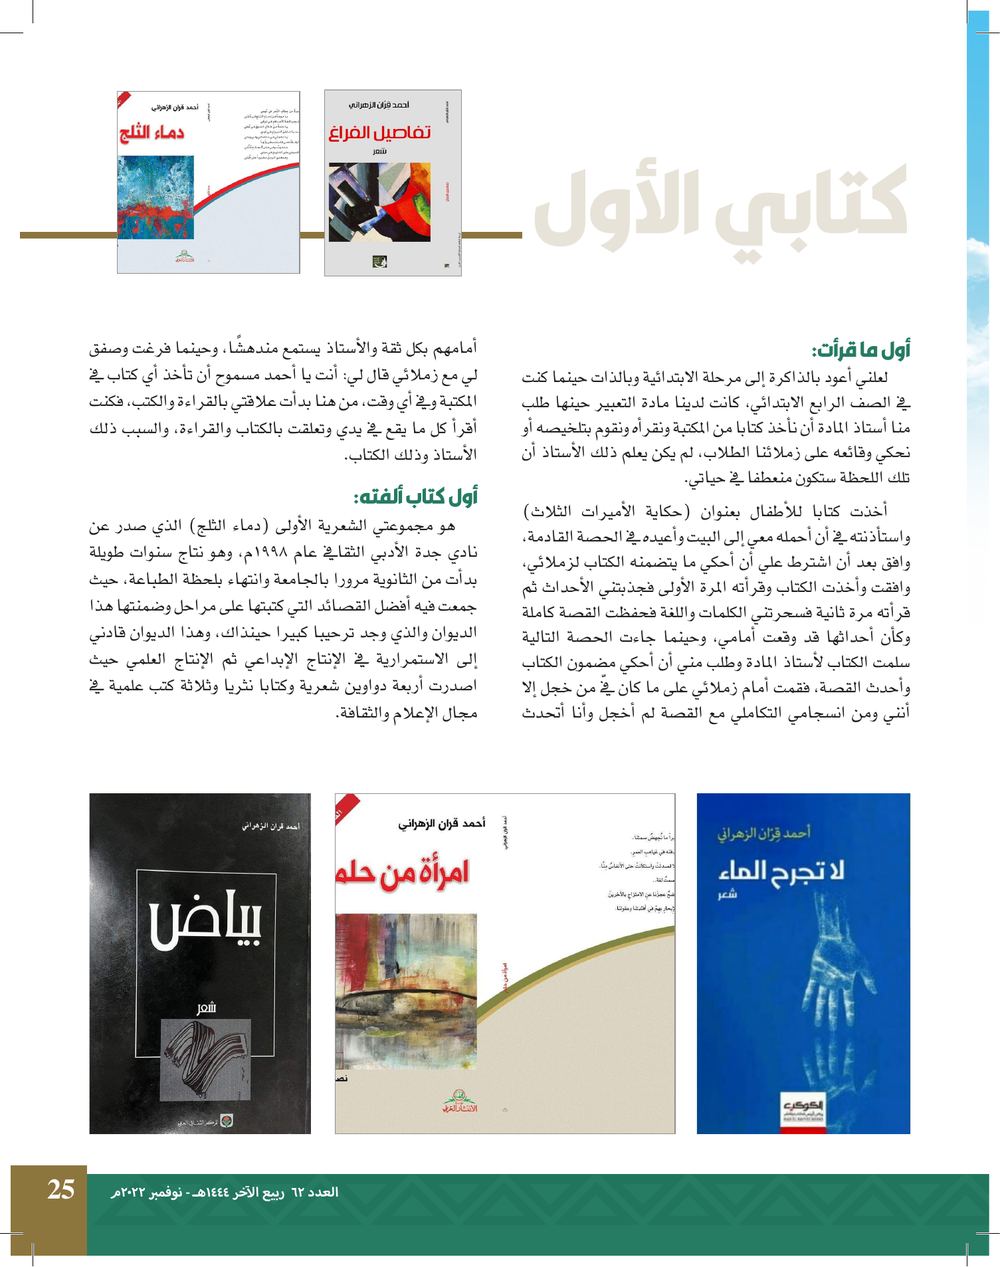 أحمد قران الزهراني
دماء الثلج
أحمد قرّان الزهراني
تفاصيل الفراغ
شعر
كتابي الأول
أول ما قرأت:
لعلني أعود بالذاكرة إلى مرحلة الابتدائية وبالذات حينما كنت
في الصف الرابع الابتدائي، كانت لدينا مادة التعبير حينها طلب
منا أستاذ المادة أن نأخذ كتابا من المكتبة ونقرأه ونقوم بتلخيصه أو
نحكي وقائعه على زملائنا الطلاب، لم يكن يعلم ذلك الأستاذ أن
تلك اللحظة ستكون منعطفا في حياتي.
أخذت كتابا للأطفال بعنوان (حكاية الأميرات الثلاث)
واستأذنته في أن أحمله معي إلى البيت وأعيده في الحصة القادمة،
وافق بعد أن اشترط علي أن أحكي ما يتضمنه الكتاب لزملائي،
وافقت وأخذت الكتاب وقرأته المرة الأولى فجذبتني الأحداث ثم
قرأته مرة ثانية فسحرتني الكلمات واللغة فحفظت القصة كاملة
وكأن أحداثها قد وقعت أمامي، وحينما جاءت الحصة التالية
سلمت الكتاب لأستاذ المادة وطلب مني أن أحكي مضمون الكتاب
وأحدث القصة، فقمت أمام زملائي على ما كان فيّ من خجل إلا
أنني ومن انسجامي التكاملي مع القصة لم أخجل وأنا أتحدث
أمامهم بكل ثقة والأستاذ يستمع مندهشًا، وحينما فرغت وصفق
لي مع زملائي قال لي: أنت يا أحمد مسموح أن تأخذ أي كتاب في
المكتبة وفي أي وقت، من هنا بدأت علاقتي بالقراءة والكتب، فكنت
أقرأ كل ما يقع في يدي وتعلقت بالكتاب والقراءة، والسبب ذلك
الأستاذ وذلك الكتاب.
أول كتاب ألفته:
هو مجموعتي الشعرية الأولى (دماء الثلج) الذي صدر عن
نادي جدة الأدبي الثقافي عام ١٩٩٨م، وهو نتاج سنوات طويلة
بدأت من الثانوية مرورا بالجامعة وانتهاء بلحظة الطباعة، حيث
جمعت فيه أفضل القصائد التي كتبتها على مراحل وضمنتها هذا
الديوان والذي وجد ترحيبا كبيرا حينذاك، وهذا الديوان قادني
إلى الاستمرارية في الإنتاج الإبداعي ثم الإنتاج العلمي حيث
اصدرت أربعة دواوين شعرية وكتابا نثريا وثلاثة كتب علمية في
مجال الإعلام والثقافة.
أحمد قرّان الزهراني
لا تجرح الماء
شعر
الكوكب
أحمد قران الزهراني
امرأة من حلم
نص
الانتشار العربي
أحمد قران الزهراني
بياض
شعر
العدد ٦٢ ربيع الآخر ١٤٤٤هـ - نوفمبر ٢٠٢٢م
25